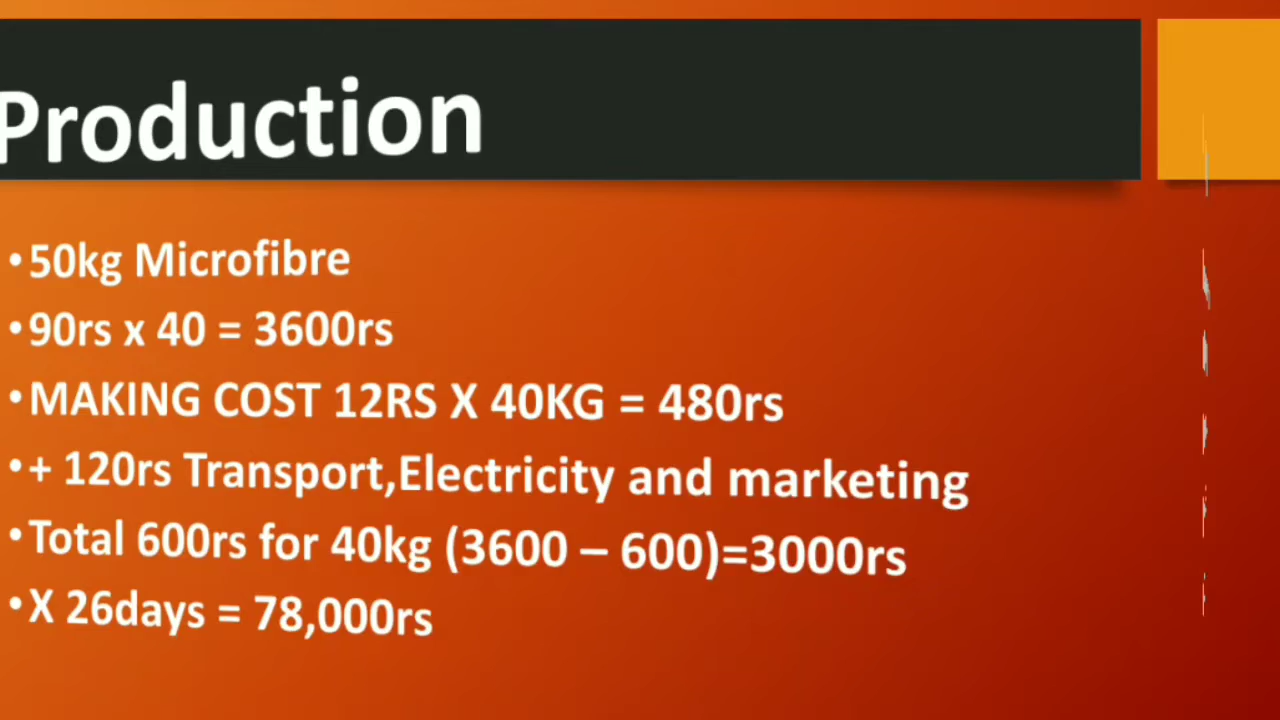 Production
•50kg Microfibre
•90rs x 40 = 3600rs
•MAKING COST 12RS X 40KG = 480rs
•+ 120rs Transport,Electricity and marketing
•Total 600rs for 40kg (3600 – 600)=3000rs
•X 26days = 78,000rs